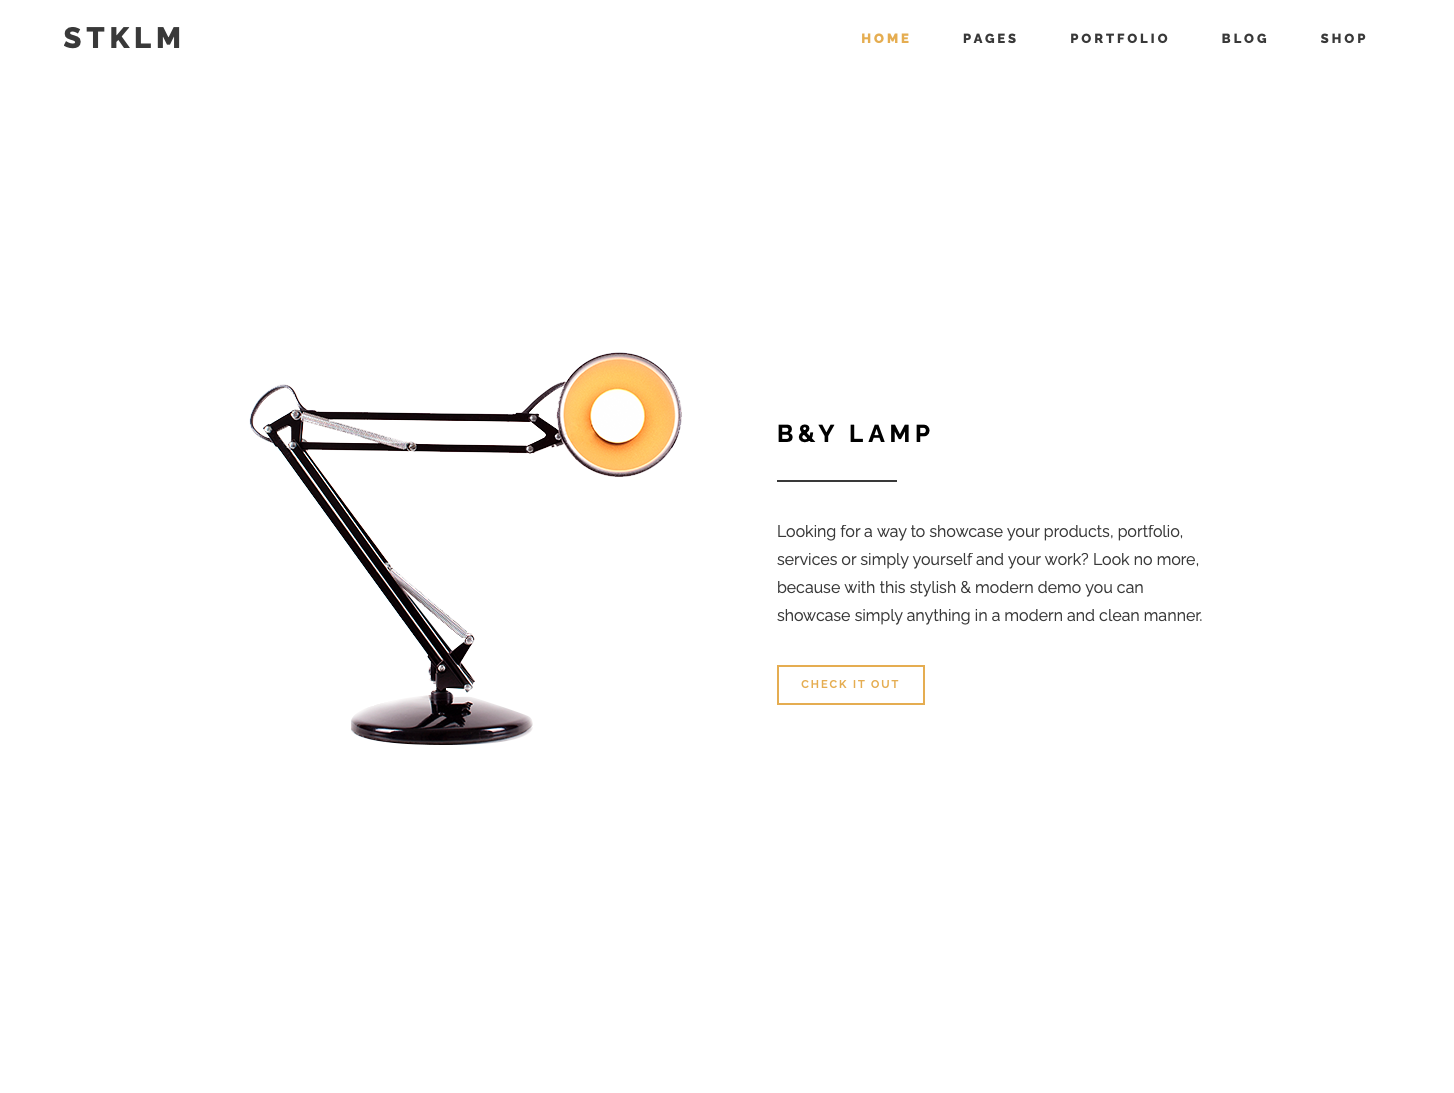 STKLM
HOME PAGES PORTFOLIO BLOG SHOP
B&Y LAMP
Looking for a way to showcase your products, portfolio,
services or simply yourself and your work? Look no more,
because with this stylish & modern demo you can
showcase simply anything in a modern and clean manner.
CHECK IT OUT